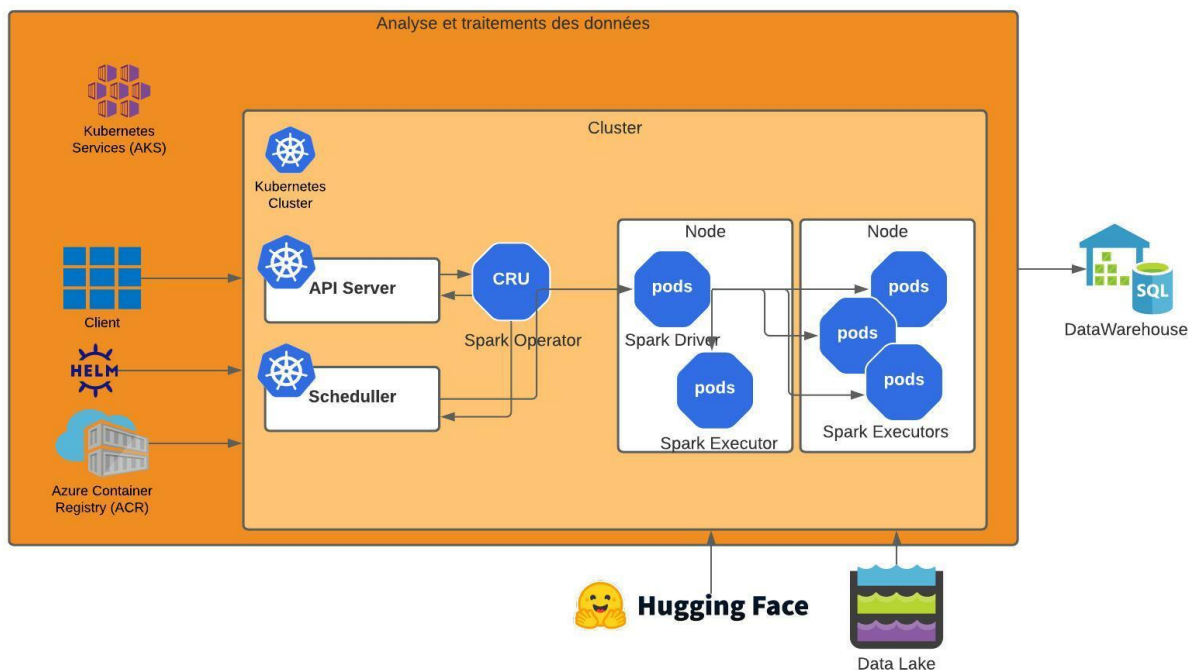 Analyse et traitements des données
Kubernetes
Services (AKS)
Cluster
Kubernetes
Cluster
Client
HELM
Azure Container
Registry (ACR)
API Server
Scheduller
CRU
Spark Operator
Node
pods
Spark Driver
pods
Spark Executor
Node
pods
pods
pods
Spark Executors
SQL
DataWarehouse
Hugging Face
Data Lake